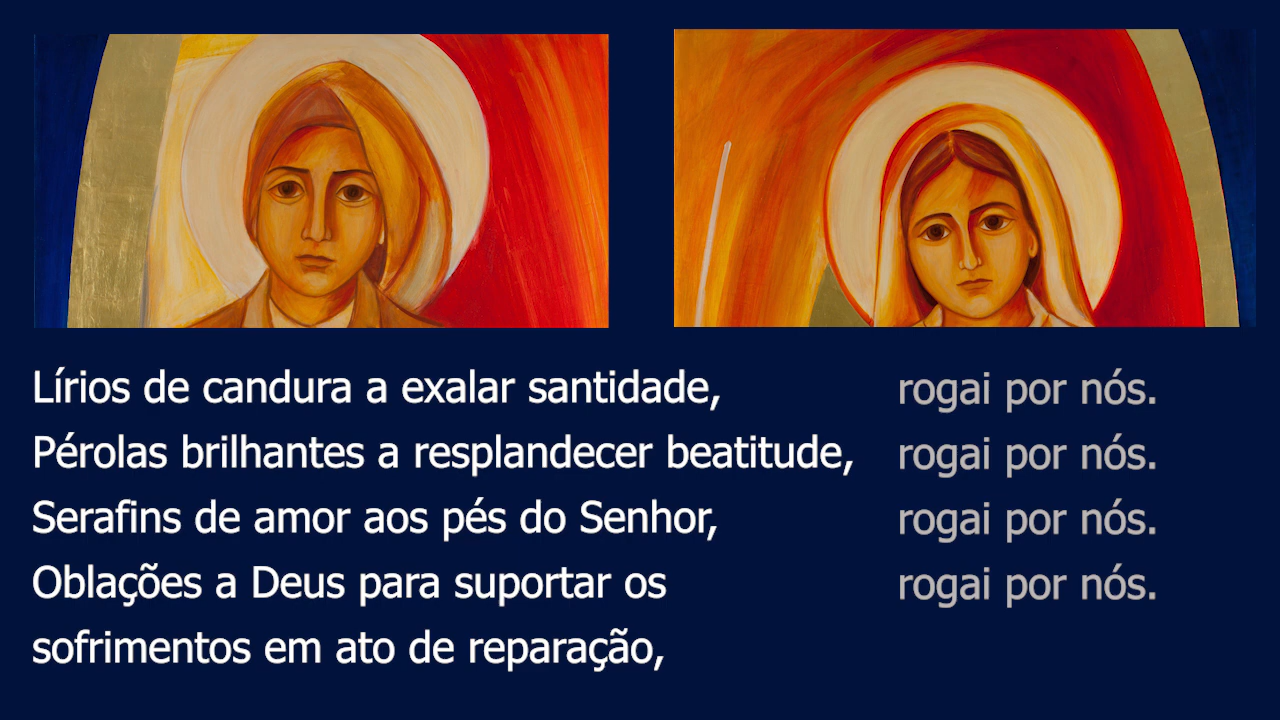 Lírios de candura a exalar santidade, rogai por nós.
Pérolas brilhantes a resplandecer beatitude, rogai por nós.
Serafins de amor aos pés do Senhor, rogai por nós.
Oblações a Deus para suportar os rogai por nós.
sofrimentos em ato de reparação,